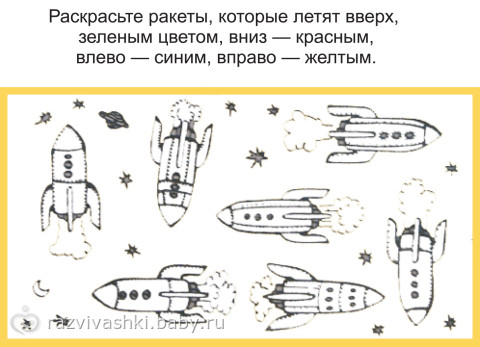 Раскрасьте ракеты, которые летят вверх,
зеленым цветом, вниз — красным,
влево — синим, вправо — желтым.
razvivashki.baby.ru